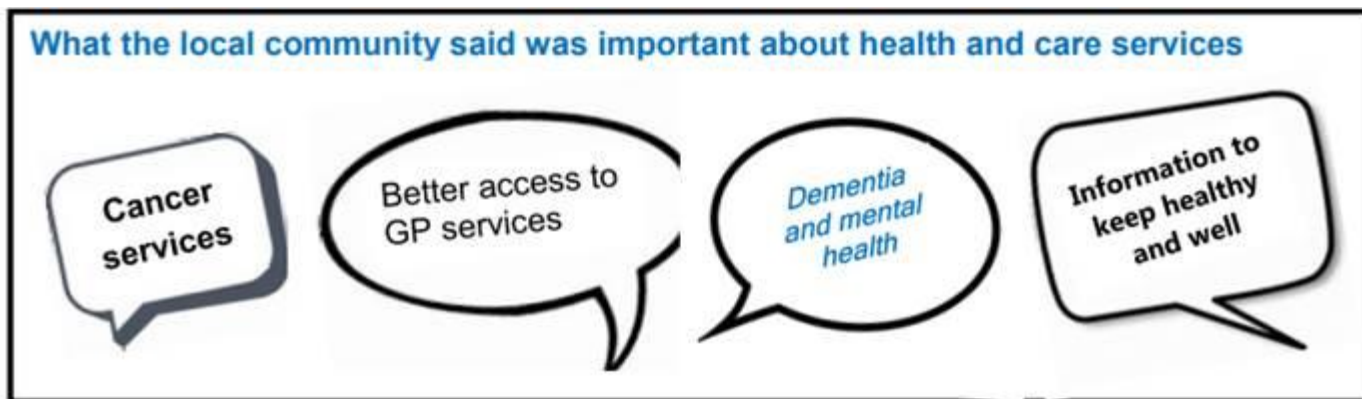 What the local community said was important about health and care services
Cancer
services
Better access to
GP services
Dementia
and mental
health
Information to
keep healthy
and well